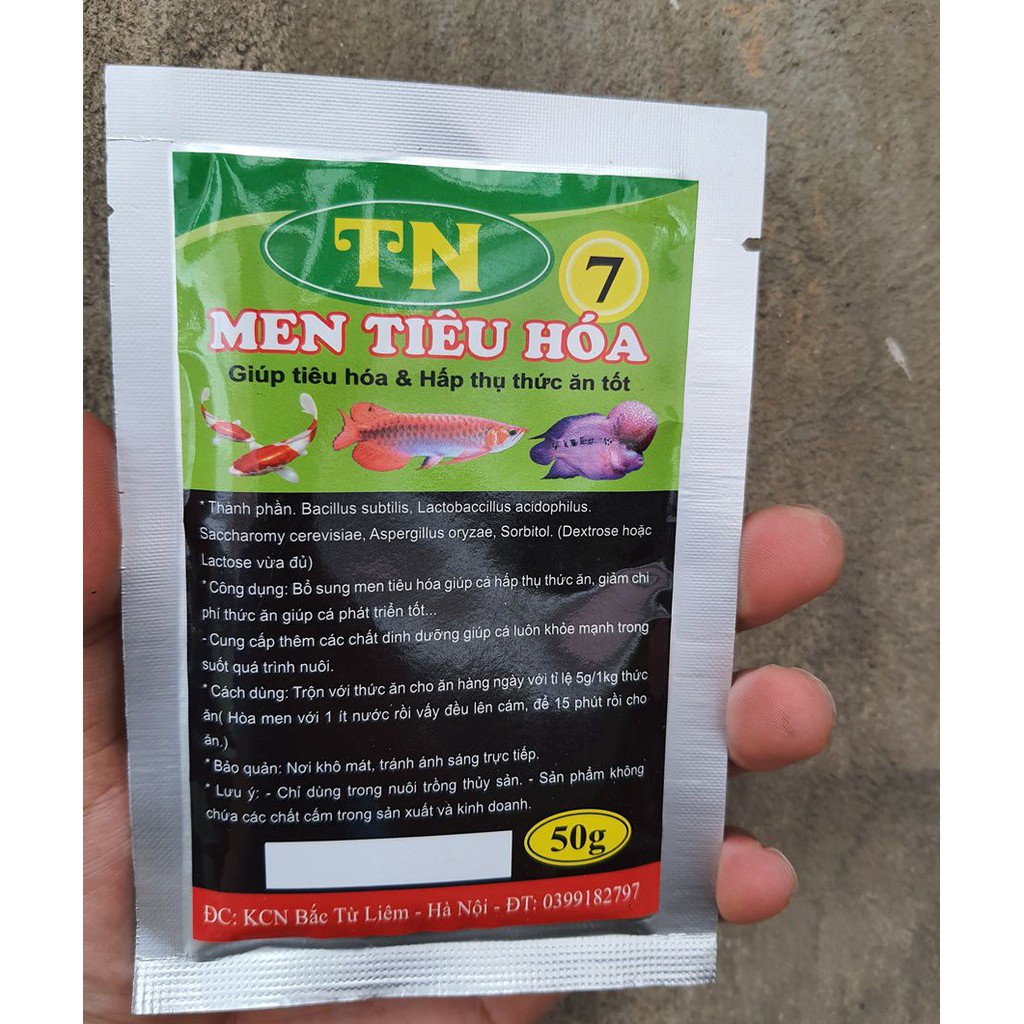 TN
7
MEN TIÊU HÓA
Giúp tiêu hóa & Hấp thụ thức ăn tốt
* Thành phần. Bacillus subtilis, Lactobaccillus acidophilus.
Saccharomy cerevisiae, Aspergillus oryzae, Sorbitol. (Dextrose hoặc
Lactose vừa đủ)
* Công dụng: Bổ sung men tiêu hóa giúp cá hấp thụ thức ăn, giảm chi
phí thức ăn giúp cá phát triển tốt...
- Cung cấp thêm các chất dinh dưỡng giúp cá luôn khỏe mạnh trong
suốt quá trình nuôi.
* Cách dùng: Trộn với thức ăn cho ăn hàng ngày với tỉ lệ 5g/1kg thức
ăn( Hòa men với 1 ít nước rồi vẩy đều lên cám, để 15 phút rồi cho
ăn.)
* Bảo quản: Nơi khô mát, tránh ánh sáng trực tiếp.
* Lưu ý: - Chỉ dùng trong nuôi trồng thủy sản. - Sản phẩm không
chứa các chất cấm trong sản xuất và kinh doanh.
50g
ĐC: KCN Bắc Từ Liêm - Hà Nội - ĐT: 0399182797